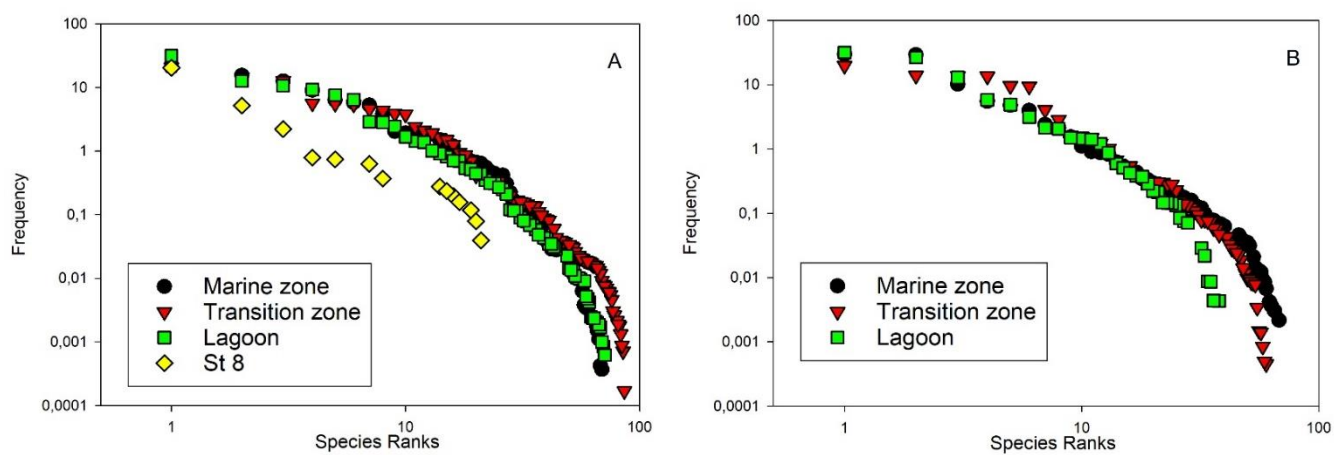 A
Frequency
100
10
1
0,1
0,01
0,001
0,0001
Marine zone
Transition zone
Lagoon
St 8
1 10 100
Species Ranks
B
Frequency
100
10
1
0,1
0,01
0,001
0,0001
Marine zone
Transition zone
Lagoon
1 10 100
Species Ranks